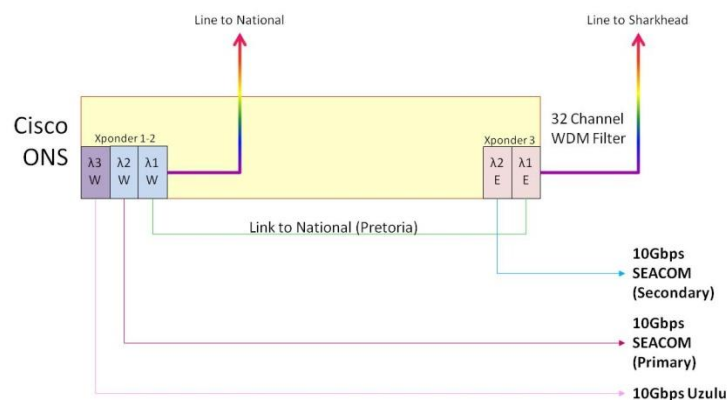 Line to National
Line to Sharkhead
Cisco
ONS
Xponder 1-2
Xponder 3
32 Channel
WDM Filter
λ3
W
λ2
W
λ1
W
λ2
E
λ1
E
Link to National (Pretoria)
10Gbps
SEACOM
(Secondary)
10Gbps
SEACOM
(Primary)
10Gbps Uzulu